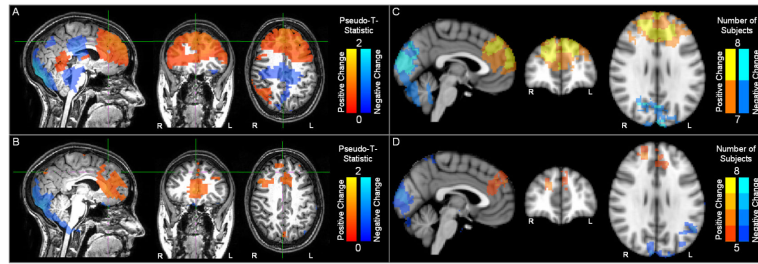 A
Pseudo-T-
Statistic
2
Positive Change
Negative Change
0
R
L
R
L
C
Number of
Subjects
8
Positive Change
Negative Change
7
R
L
R
L
B
Pseudo-T-
Statistic
2
Positive Change
Negative Change
0
R
L
R
L
D
Number of
Subjects
8
Positive Change
Negative Change
5
R
L
R
L